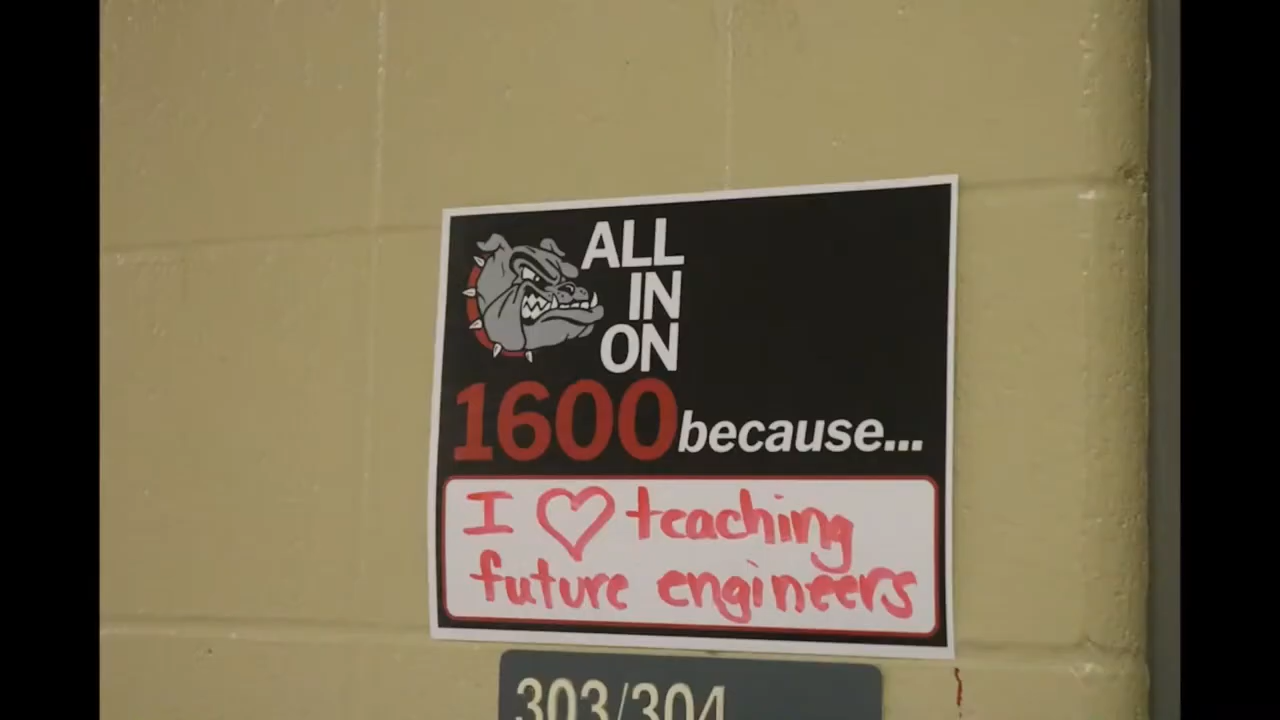 ALL
IN
ON
1600 because...
I ♡ teaching
future engineers
303/304